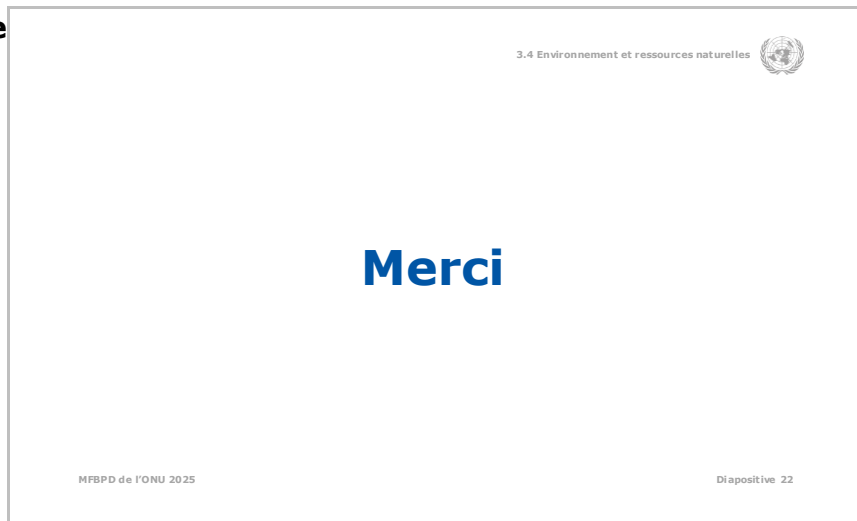 e
3.4 Environnement et ressources naturelles
Merci
MFBPD de l'ONU 2025
Diapositive 22